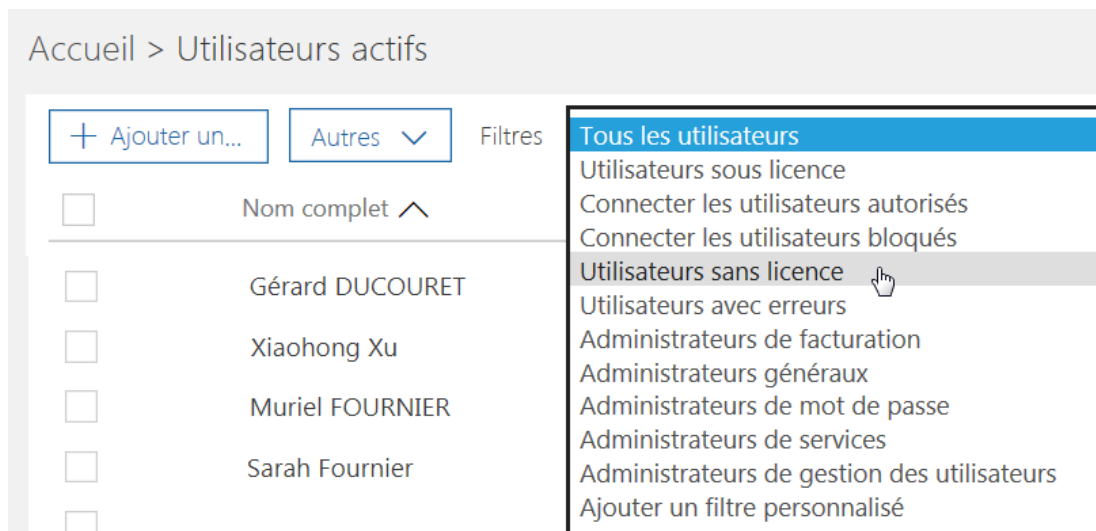 Accueil > Utilisateurs actifs
+ Ajouter un...
Autres
Filtres
Tous les utilisateurs
Utilisateurs sous licence
Connecter les utilisateurs autorisés
Connecter les utilisateurs bloqués
Utilisateurs sans licence
Utilisateurs avec erreurs
Administrateurs de facturation
Administrateurs généraux
Administrateurs de mot de passe
Administrateurs de services
Administrateurs de gestion des utilisateurs
Ajouter un filtre personnalisé
Nom complet
Gérard DUCOURET
Xiaohong Xu
Muriel FOURNIER
Sarah Fournier